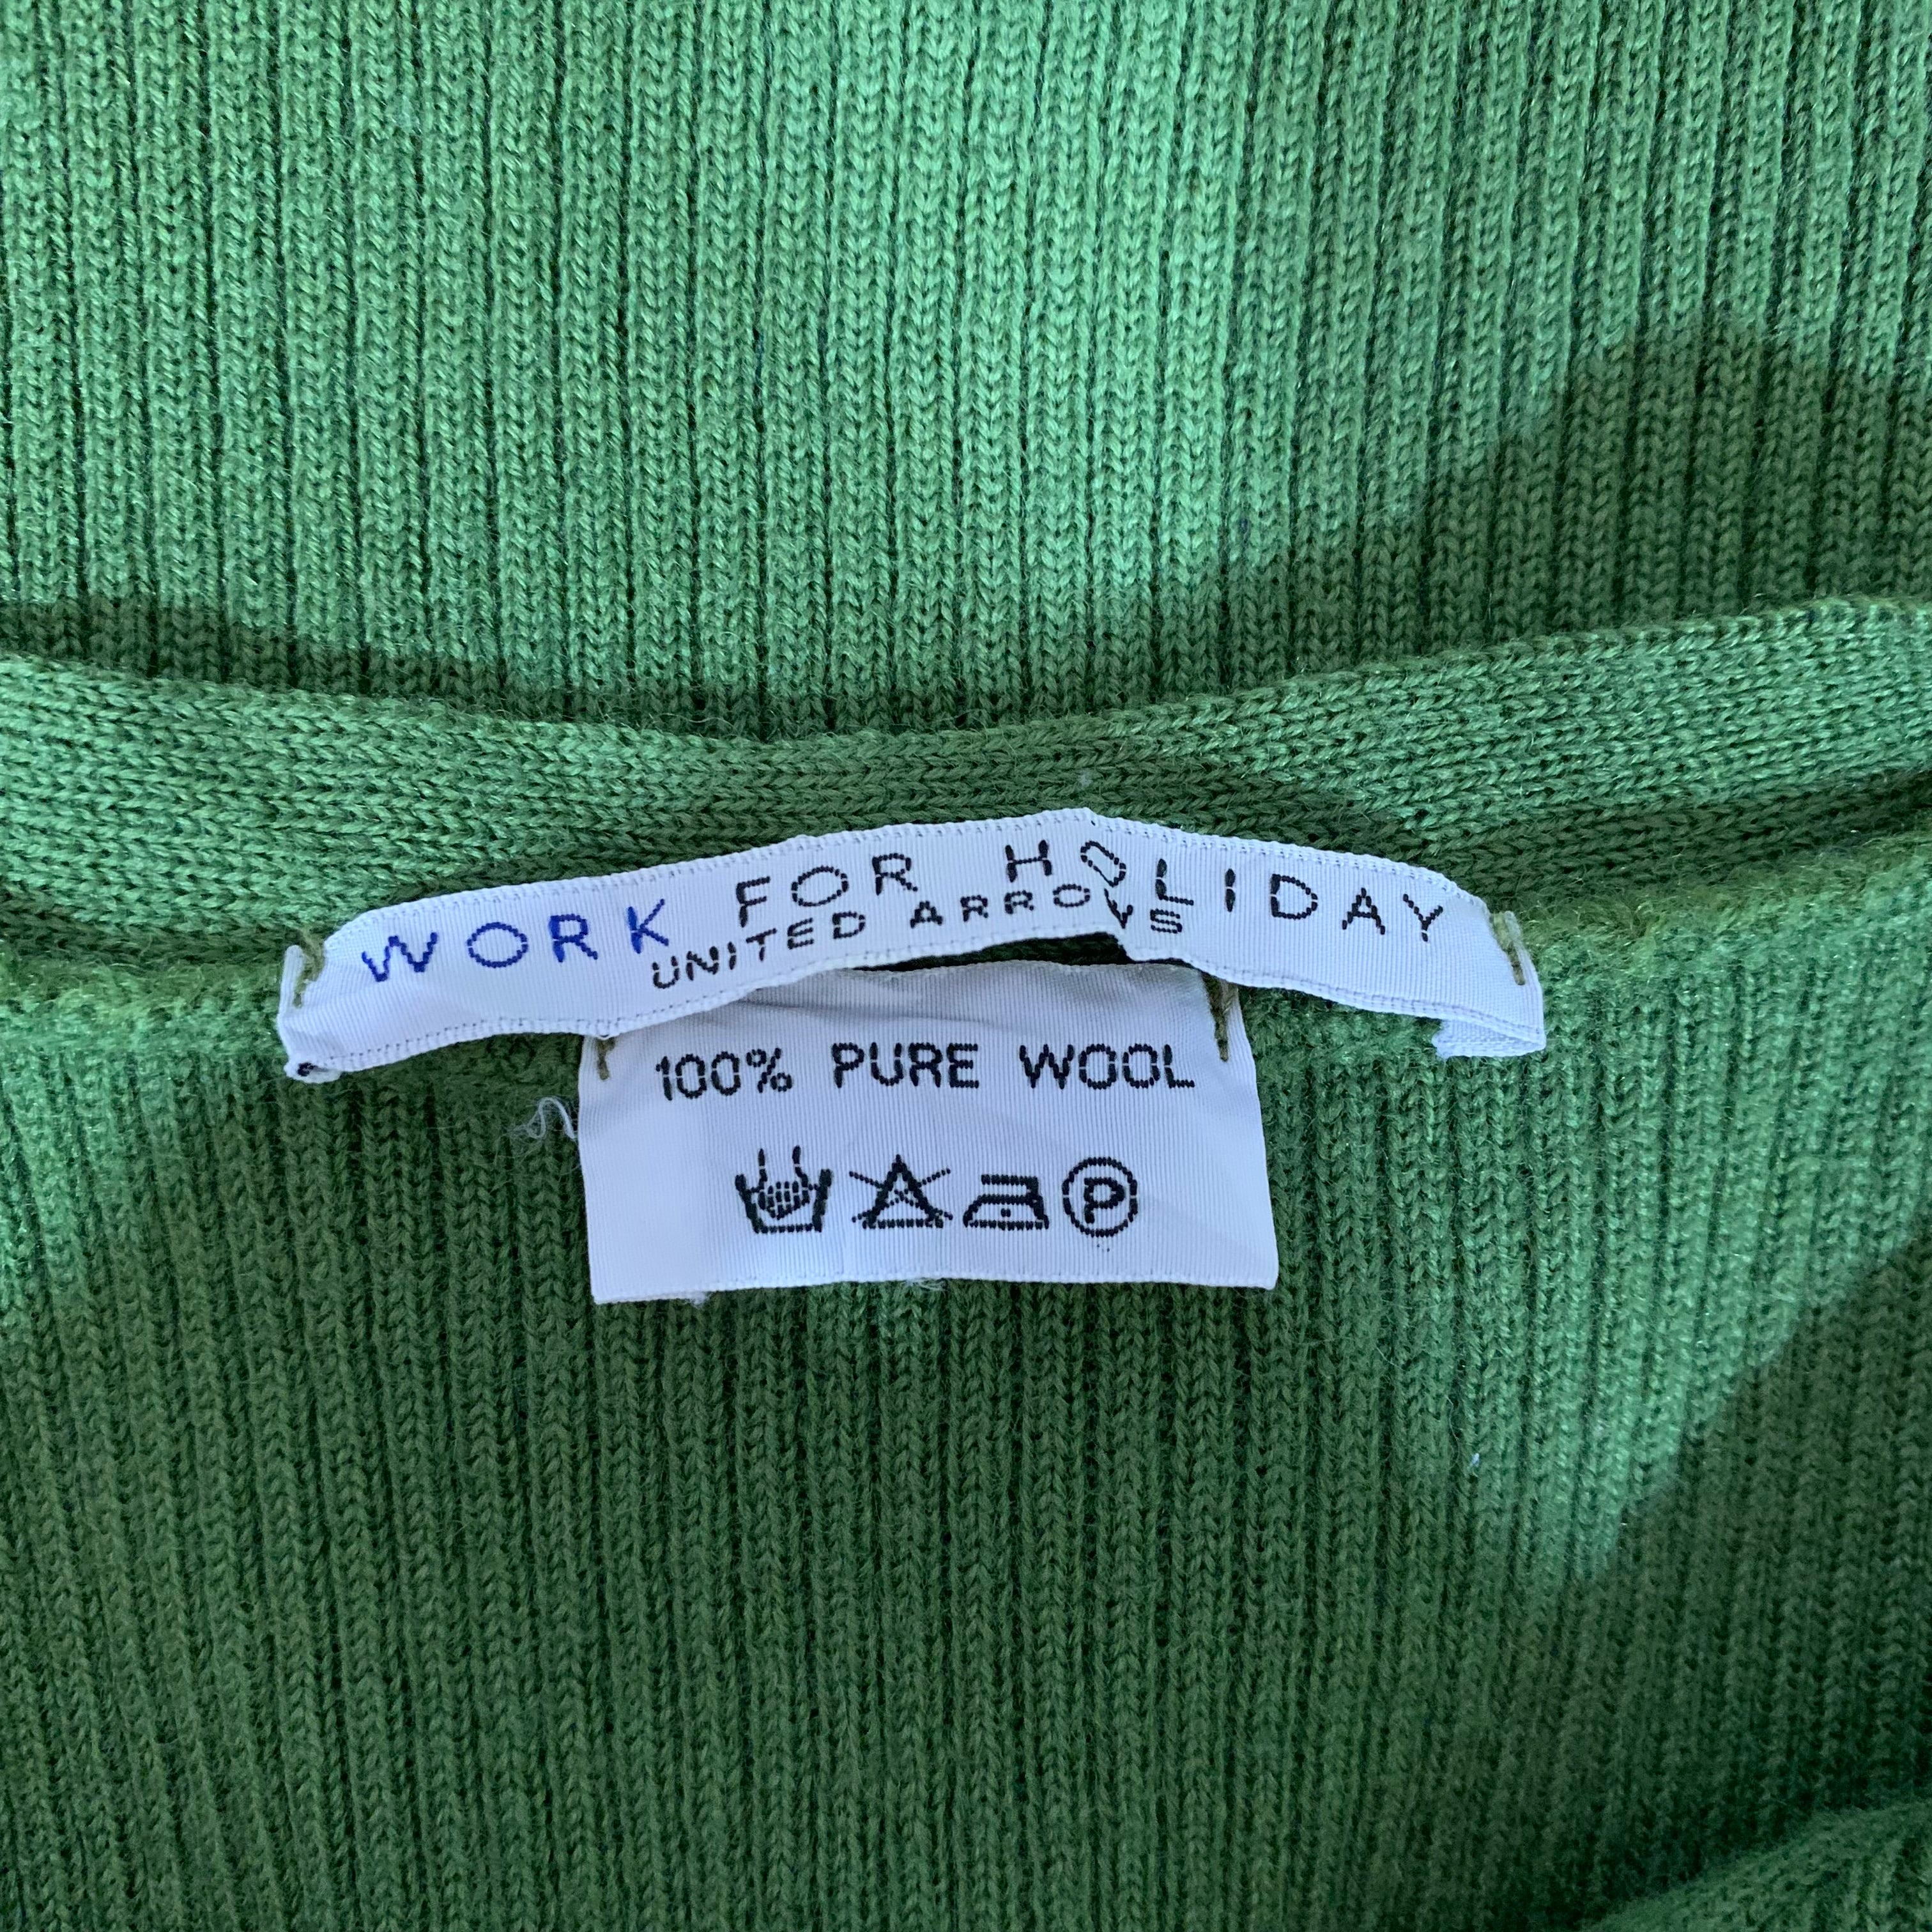 WORK FOR HOLIDAY
UNITED ARROWS
100% PURE WOOL
P